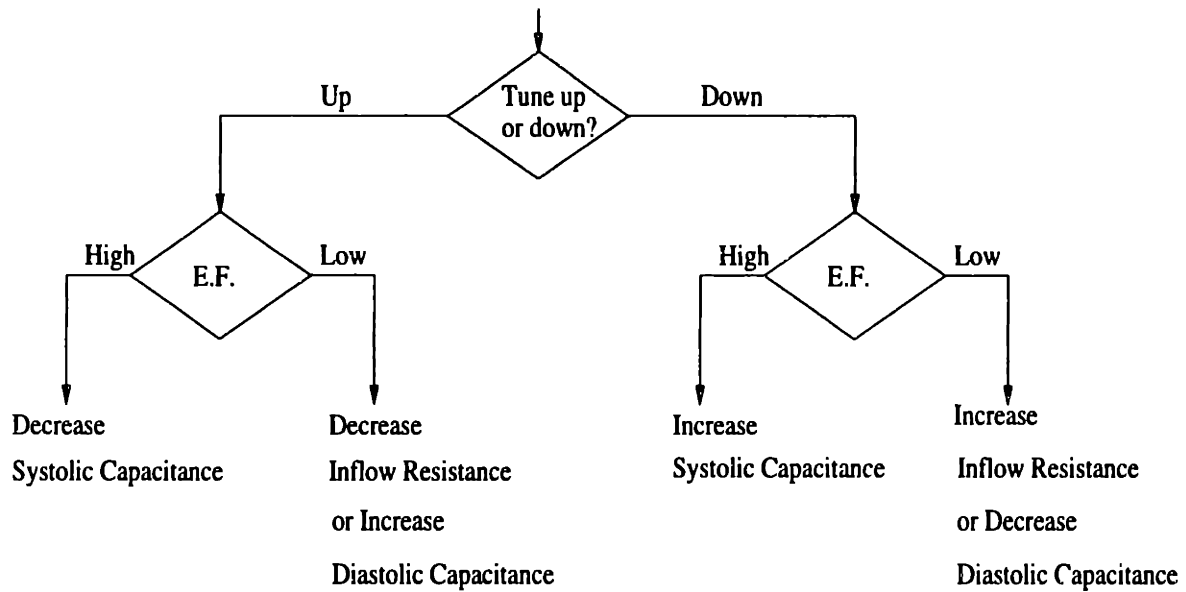 Up
Tune up
or down?
Down
High
E.F.
Low
High
E.F.
Low
Decrease
Systolic Capacitance
Decrease
Inflow Resistance
or Increase
Diastolic Capacitance
Increase
Systolic Capacitance
Increase
Inflow Resistance
or Decrease
Diastolic Capacitance